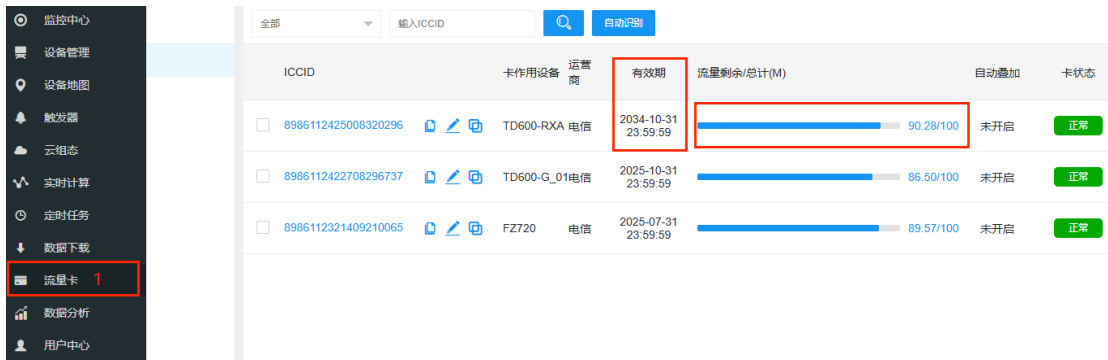 监控中心
设备管理
设备地图
触发器
云组态
实时计算
定时任务
数据下载
流量卡 1
数据分析
用户中心
全部 输入ICCID 自动识别
ICCID 卡作用设备 运营商 有效期 流量剩余/总计(M) 自动叠加 卡状态
8986112425008320296 TD600-RXA 电信 2034-10-31 23:59:59 90.28/100 未开启 正常
8986112422708296737 TD600-G_01 电信 2025-10-31 23:59:59 86.50/100 未开启 正常
8986112321409210065 FZ720 电信 2025-07-31 23:59:59 89.57/100 未开启 正常